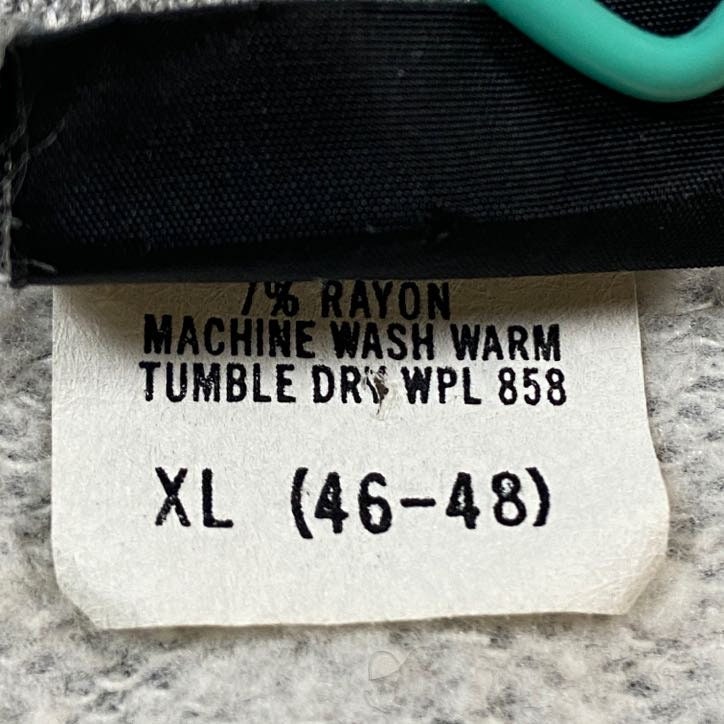 7% RAYON
MACHINE WASH WARM
TUMBLE DRY WPL 858
XL (46-48)